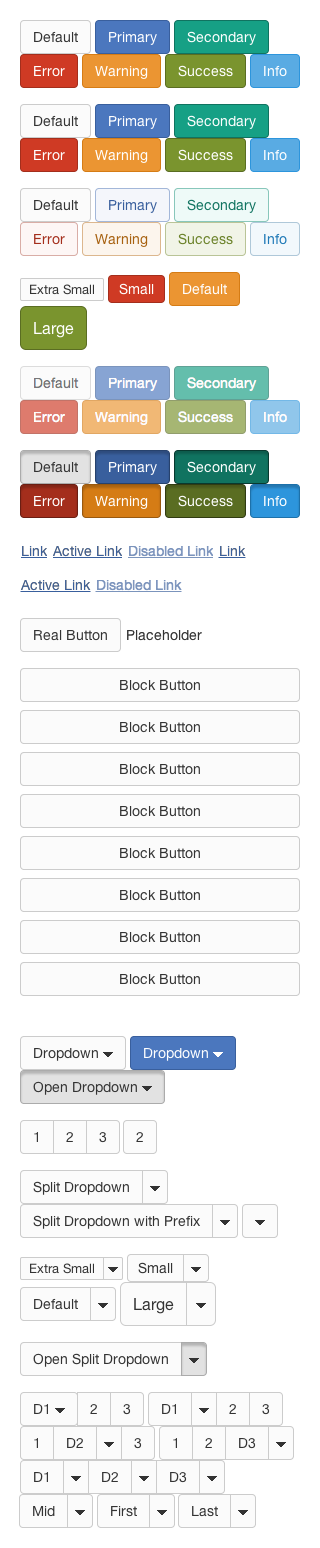 Default Primary Secondary
Error Warning Success Info
Default Primary Secondary
Error Warning Success Info
Default Primary Secondary
Error Warning Success Info
Extra Small Small Default
Large
Default Primary Secondary
Error Warning Success Info
Default Primary Secondary
Error Warning Success Info
Link Active Link Disabled Link Link
Active Link Disabled Link
Real Button Placeholder
Block Button
Block Button
Block Button
Block Button
Block Button
Block Button
Block Button
Block Button
Dropdown Dropdown
Open Dropdown
1 2 3 2
Split Dropdown
Split Dropdown with Prefix
Extra Small Small
Default Large
Open Split Dropdown
D1 2 3 D1 2 3
1 D2 3 1 2 D3
D1 D2 D3
Mid First Last